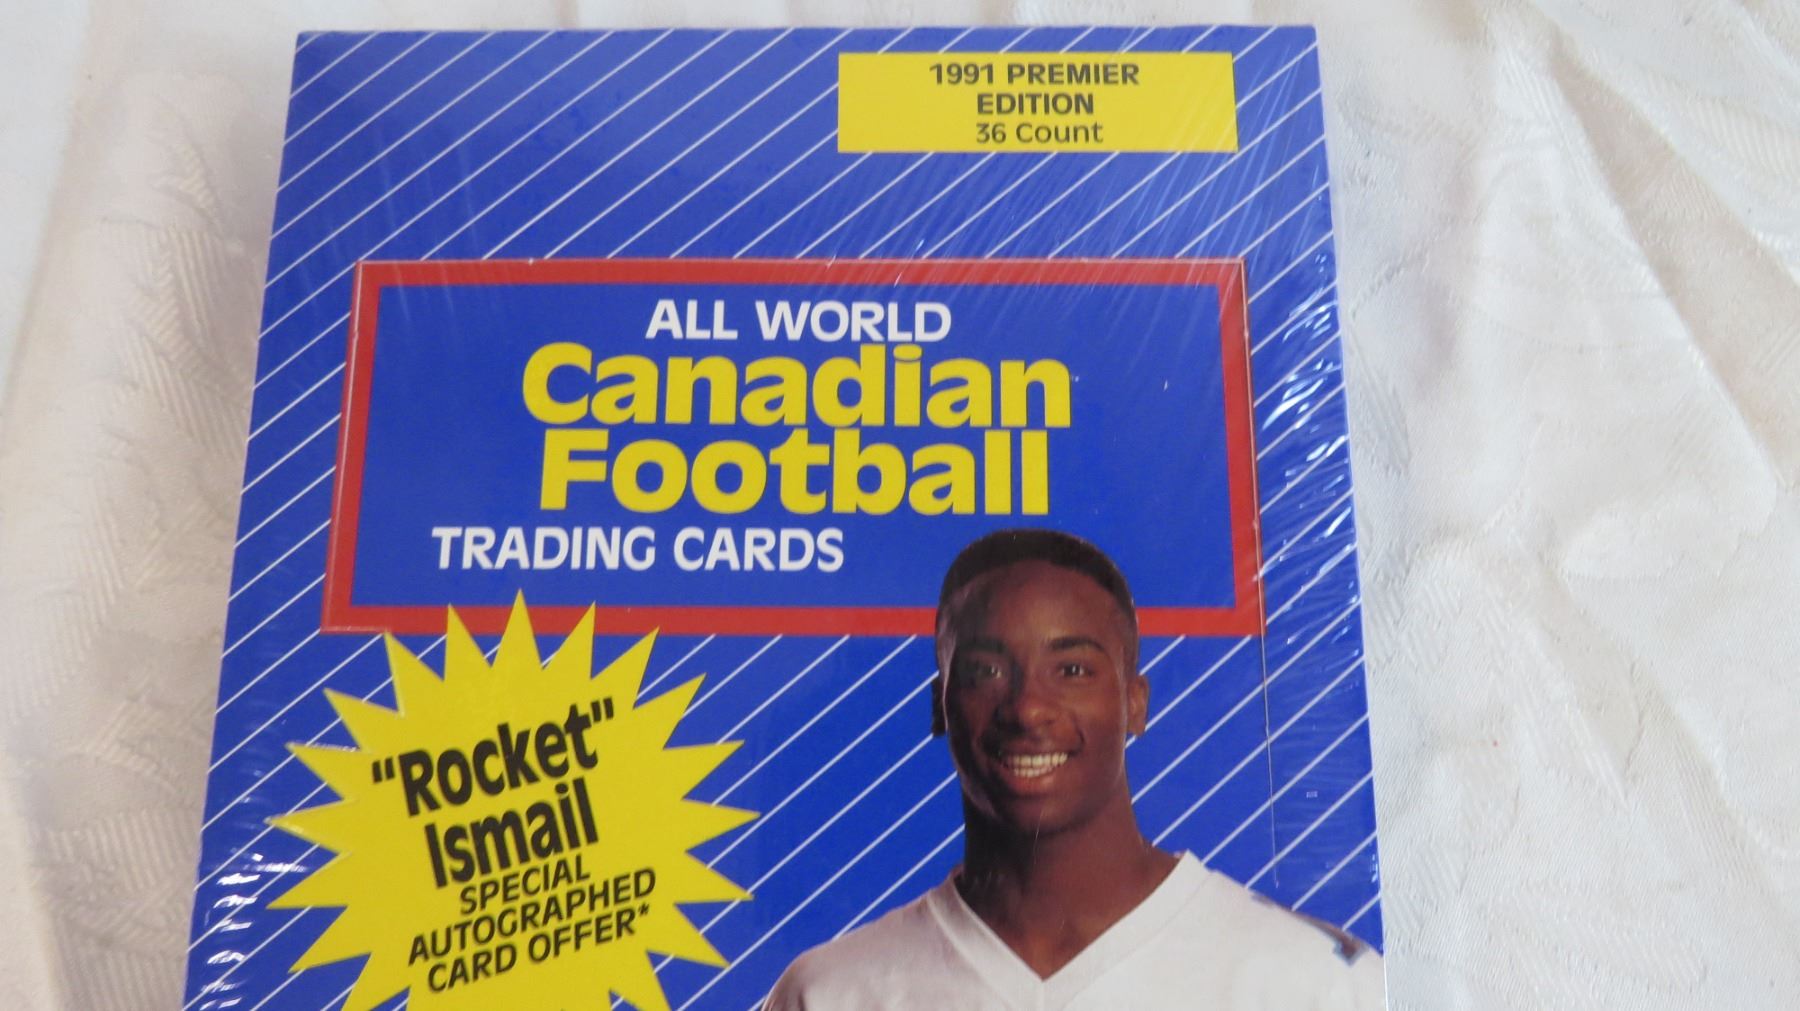 1991 PREMIER
EDITION
36 Count
ALL WORLD
Canadian
Football
TRADING CARDS
"Rocket"
Ismail
SPECIAL
AUTOGRAPHED
CARD OFFER*